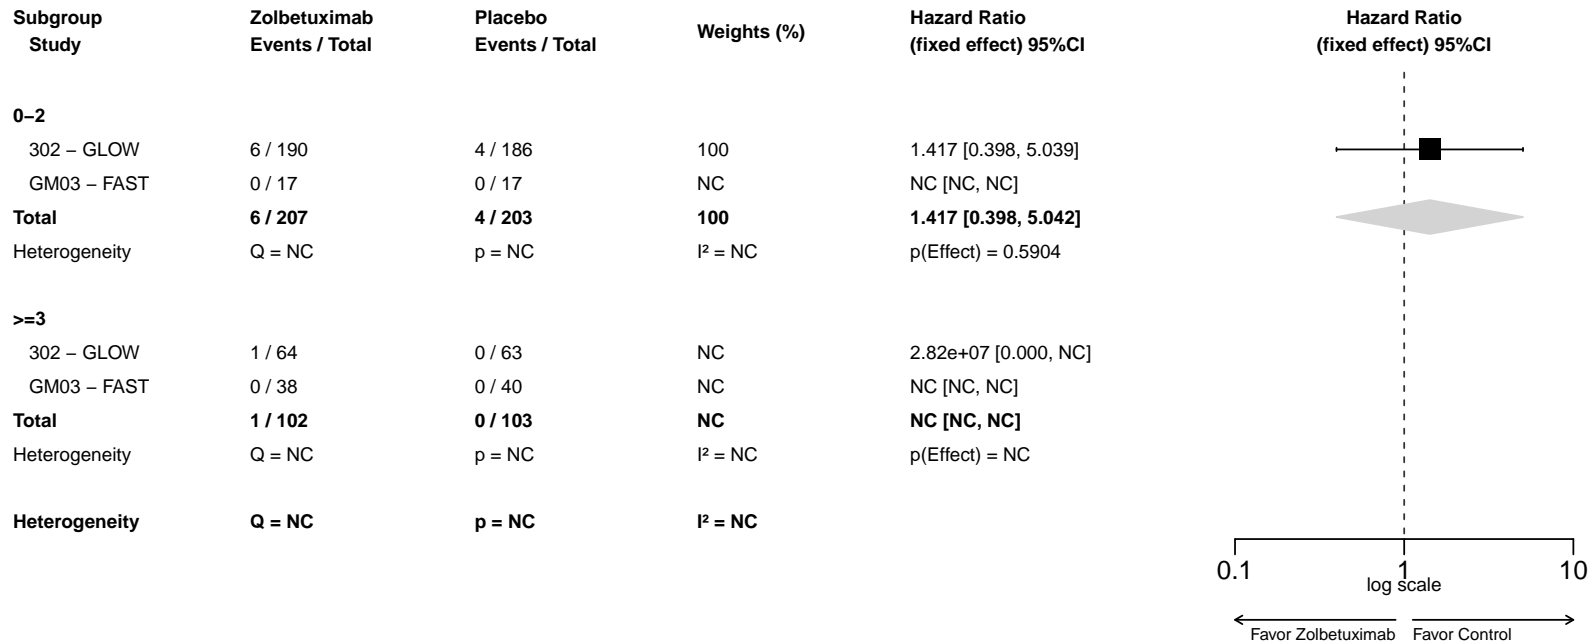 Subgroup Zolbetuximab Placebo Weights (%) Hazard Ratio Hazard Ratio
Study Events / Total Events / Total (fixed effect) 95%CI (fixed effect) 95%CI
0−2
302 − GLOW 6 / 190 4 / 186 100 1.417 [0.398, 5.039]
GM03 − FAST 0 / 17 0 / 17 NC NC [NC, NC]
Total 6 / 207 4 / 203 100 1.417 [0.398, 5.042]
Heterogeneity Q = NC p = NC I² = NC p(Effect) = 0.5904
>=3
302 − GLOW 1 / 64 0 / 63 NC 2.82e+07 [0.000, NC]
GM03 − FAST 0 / 38 0 / 40 NC NC [NC, NC]
Total 1 / 102 0 / 103 NC NC [NC, NC]
Heterogeneity Q = NC p = NC I² = NC p(Effect) = NC
Heterogeneity Q = NC p = NC I² = NC
0.1 1 10
log scale
Favor Zolbetuximab Favor Control